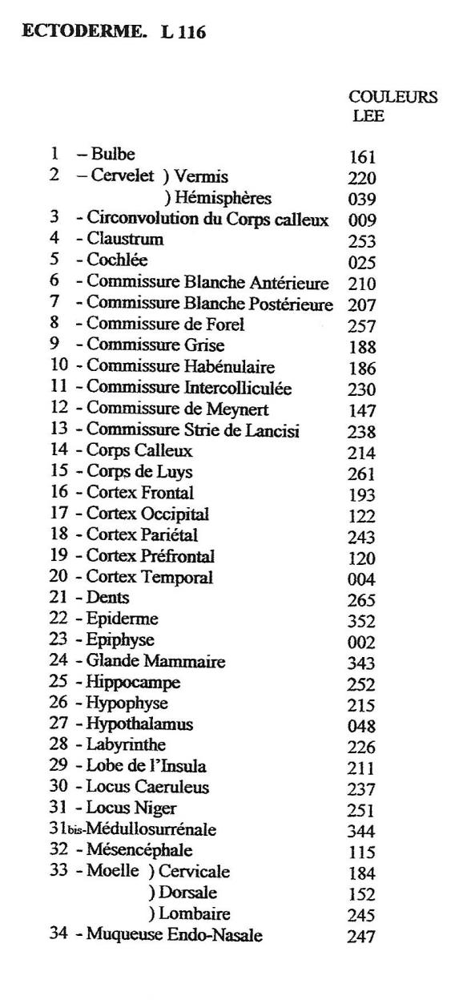 ECTODERME. L 116
COULEURS
LEE
1 – Bulbe 161
2 – Cervelet ) Vermis 220
) Hémisphères 039
3 - Circonvolution du Corps calleux 009
4 - Claustrum 253
5 - Cochlée 025
6 - Commissure Blanche Antérieure 210
7 - Commissure Blanche Postérieure 207
8 - Commissure de Forel 257
9 - Commissure Grise 188
10 - Commissure Habénulaire 186
11 - Commissure Intercolliculée 230
12 - Commissure de Meynert 147
13 - Commissure Strie de Lancisi 238
14 - Corps Calleux 214
15 - Corps de Luys 261
16 - Cortex Frontal 193
17 - Cortex Occipital 122
18 - Cortex Pariétal 243
19 - Cortex Préfrontal 120
20 - Cortex Temporal 004
21 - Dents 265
22 - Epiderme 352
23 - Epiphyse 002
24 - Glande Mammaire 343
25 - Hippocampe 252
26 - Hypophyse 215
27 - Hypothalamus 048
28 - Labyrinthe 226
29 - Lobe de l’Insula 211
30 - Locus Caeruleus 237
31 - Locus Niger 251
31bis-Médullosurrénale 344
32 - Mésencéphale 115
33 - Moelle ) Cervicale 184
) Dorsale 152
) Lombaire 245
34 - Muqueuse Endo-Nasale 247